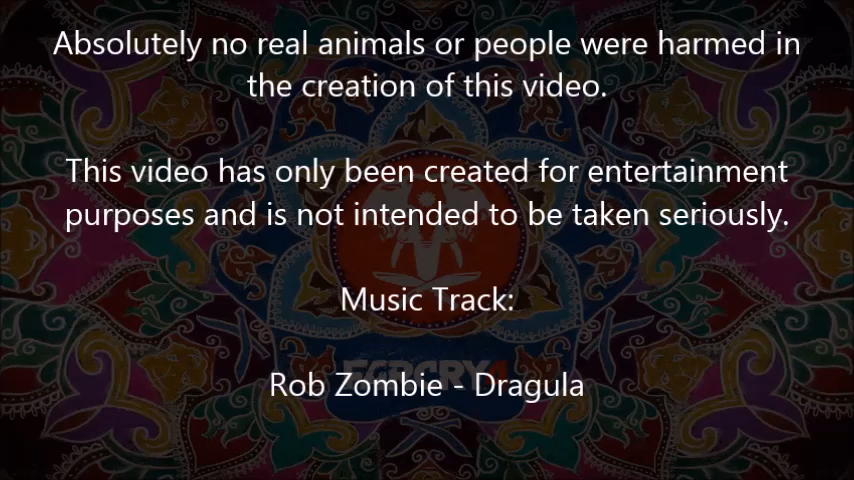 Absolutely no real animals or people were harmed in
the creation of this video.
This video has only been created for entertainment
purposes and is not intended to be taken seriously.
Music Track:
FARCRY4
Rob Zombie - Dragula